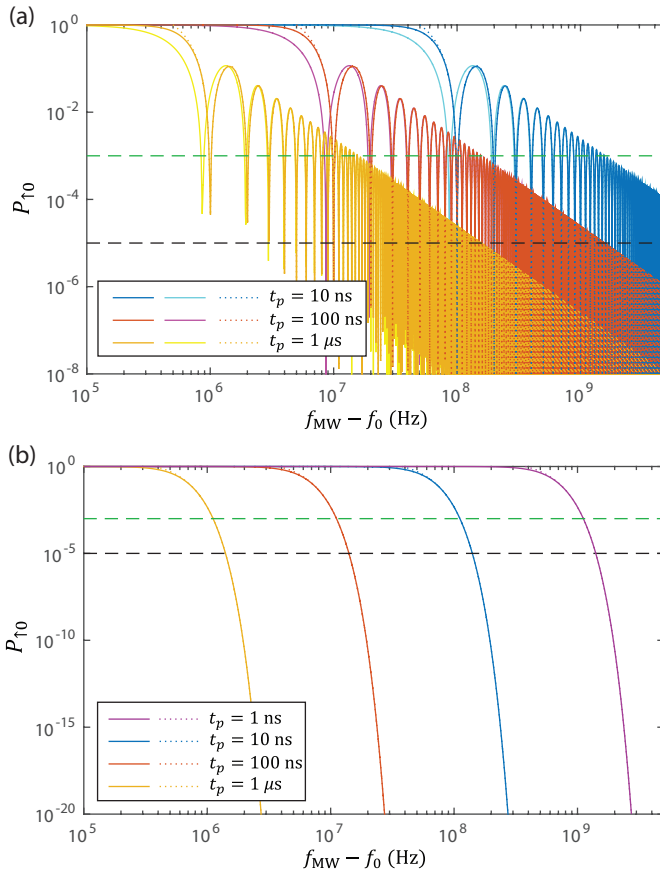 (a)
10^0
10^-2
10^-4
10^-6
10^-8
P↑0
t_p = 10 ns
t_p = 100 ns
t_p = 1 μs
10^5 10^6 10^7 10^8 10^9
f_MW − f_0 (Hz)
(b)
10^0
10^-5
10^-10
10^-15
10^-20
P↑0
t_p = 1 ns
t_p = 10 ns
t_p = 100 ns
t_p = 1 μs
10^5 10^6 10^7 10^8 10^9
f_MW − f_0 (Hz)